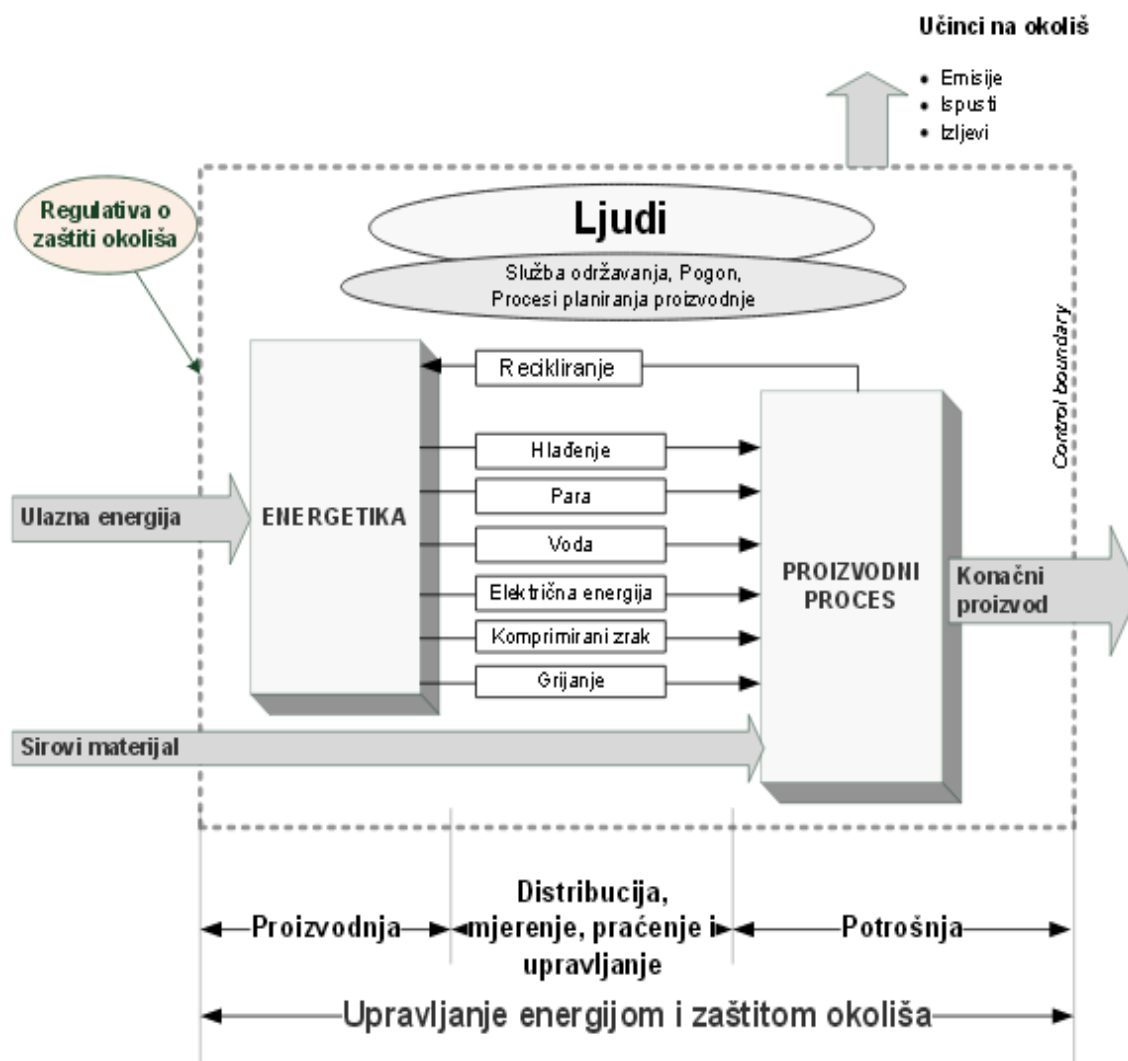 Učinci na okoliš
• Emisije
• Ispusti
• Izljevi
Regulativa o
zaštiti okoliša
Ljudi
Služba održavanja, Pogon,
Procesi planiranja proizvodnje
Control boundary
Recikliranje
Hlađenje
Para
Voda
Električna energija
Komprimirani zrak
Grijanje
Ulazna energija
ENERGETIKA
PROIZVODNI
PROCES
Konačni
proizvod
Sirovi materijal
Proizvodnja
Distribucija,
mjerenje, praćenje i
upravljanje
Potrošnja
Upravljanje energijom i zaštitom okoliša